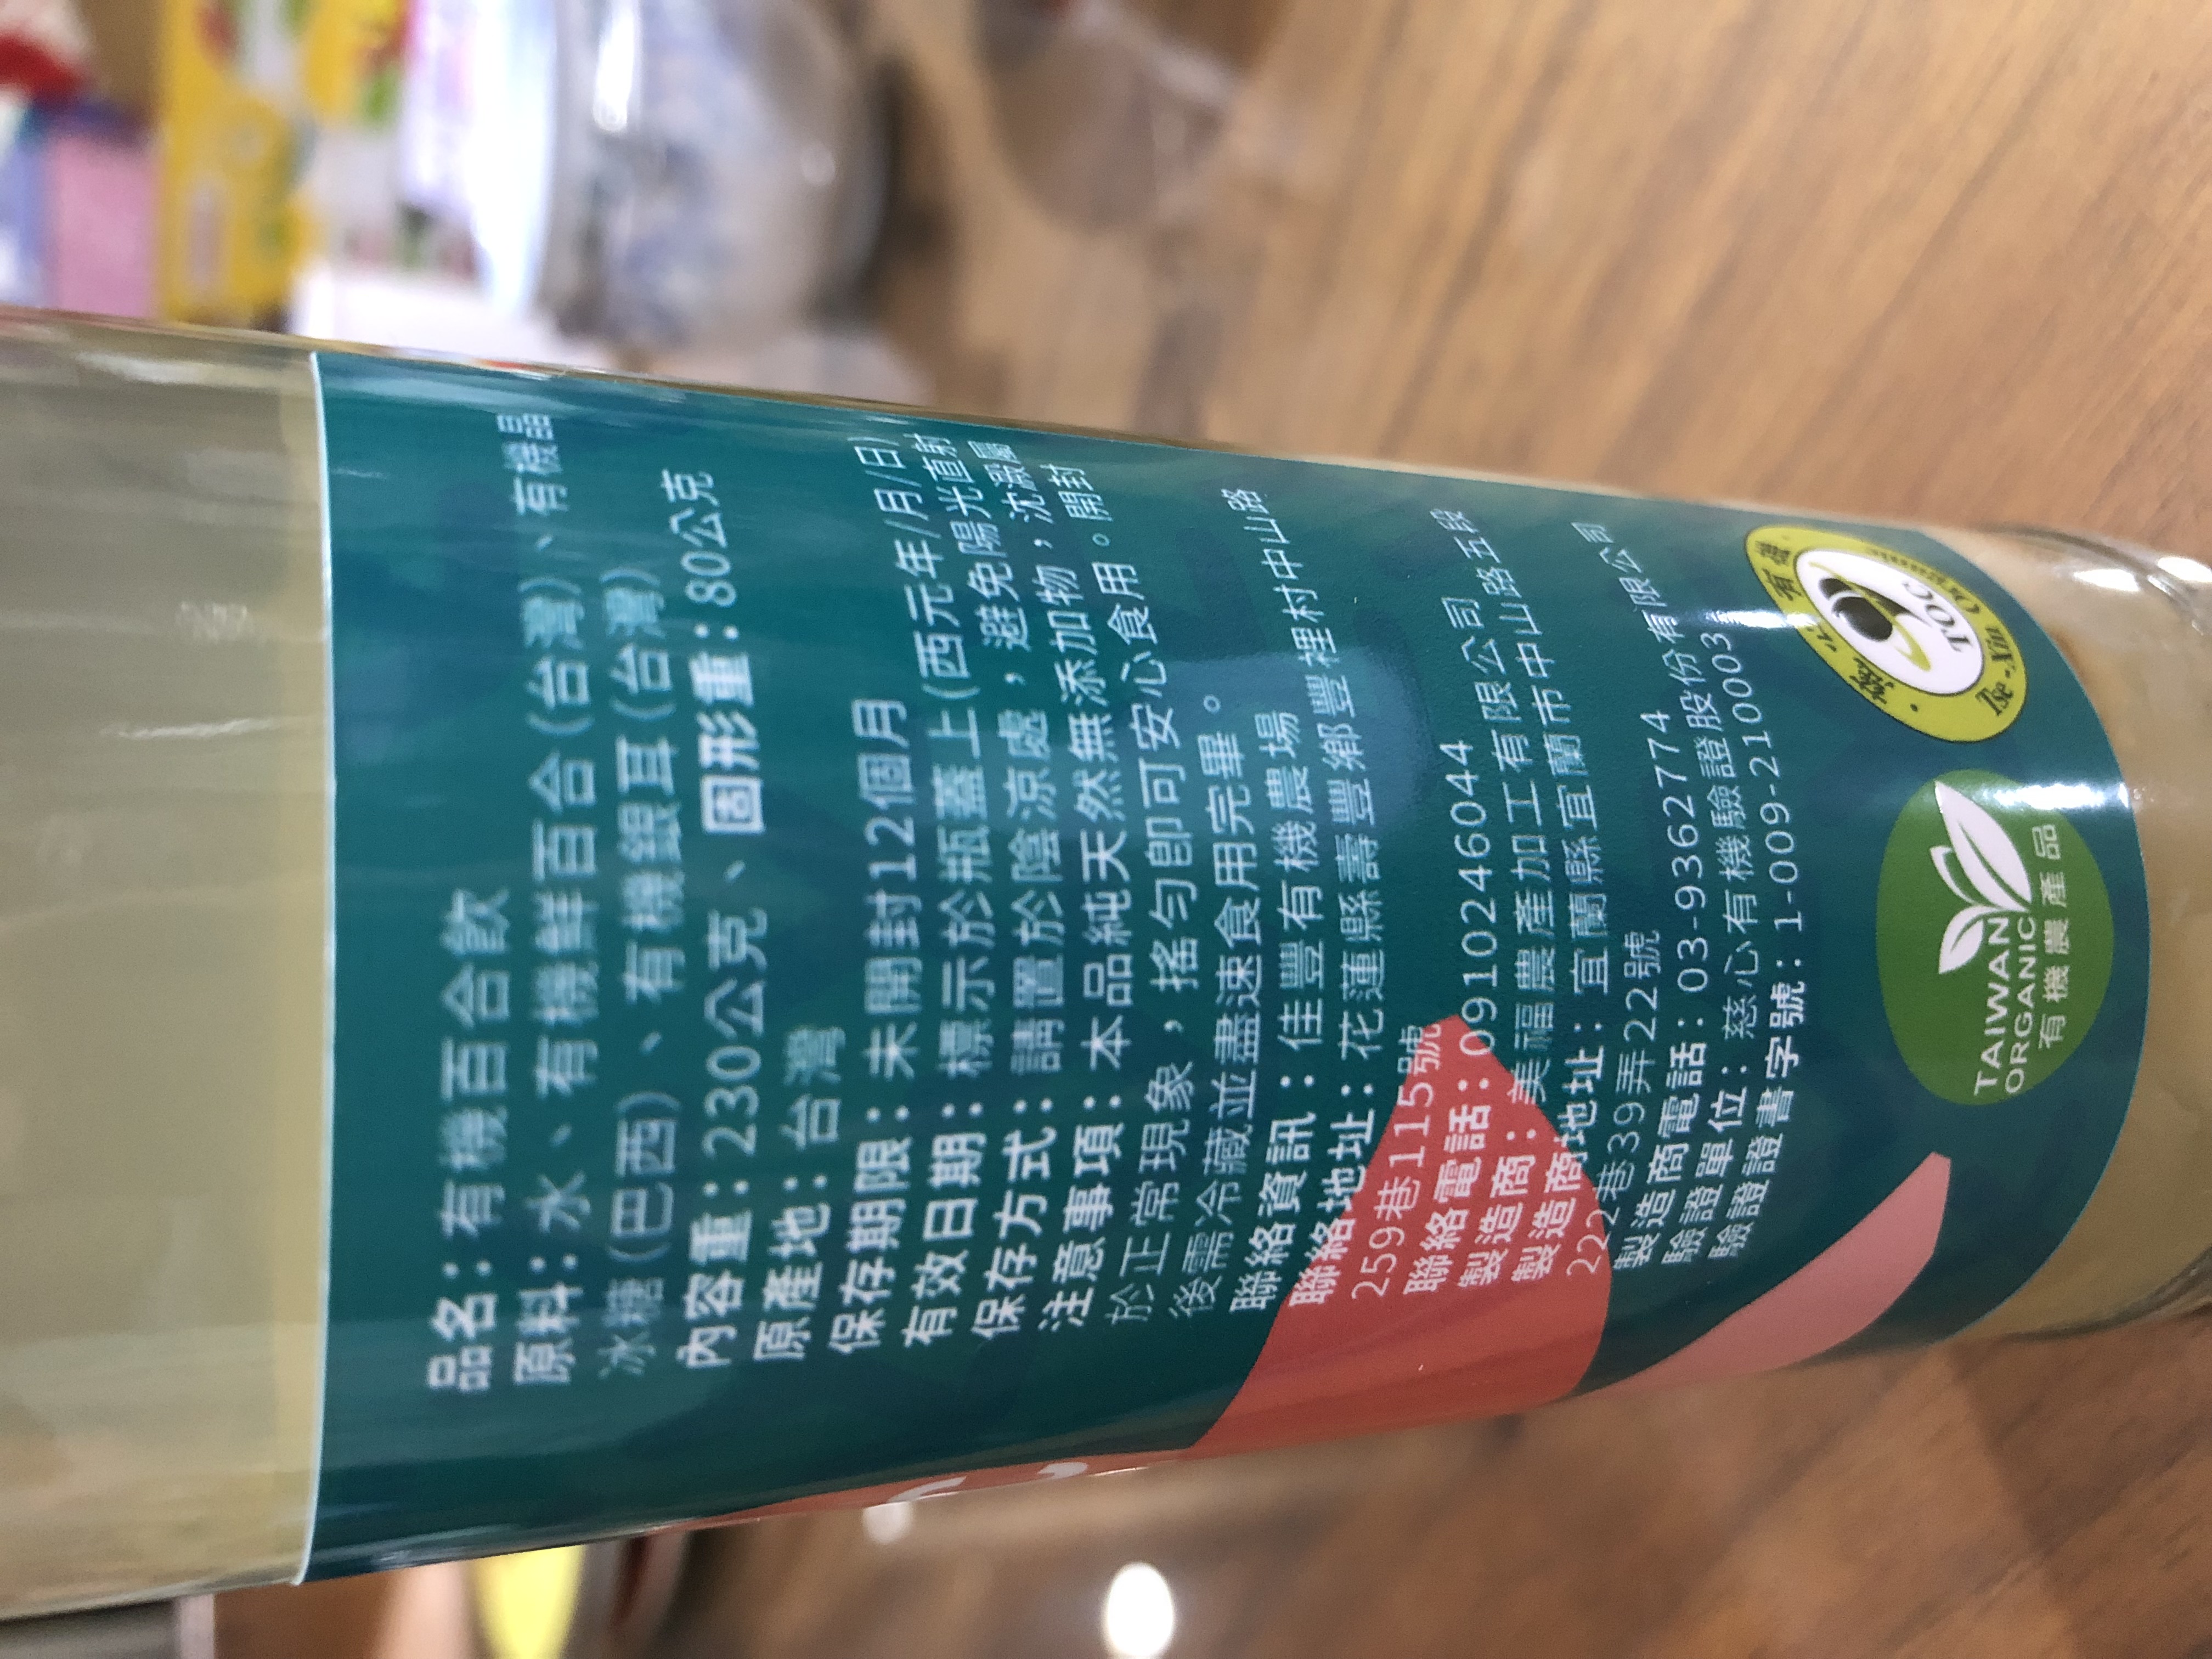 品名：有機百合飲
原料：水、有機鮮百合(台灣)、有機晶
冰糖(巴西)、有機銀耳(台灣)
內容重：230公克、固形重：80公克
原產地：台灣
保存期限：未開封12個月
有效日期：標示於瓶蓋上(西元年/月/日)
保存方式：請置於陰涼處，避免陽光直射
注意事項：本品純天然無添加物，沈澱屬
於正常現象，搖勻即可安心食用。開封
後需冷藏並盡速食用完畢。
聯絡資訊：佳豐有機農場
聯絡地址：花蓮縣壽豐鄉豐裡村中山路
259巷115號
聯絡電話：0910246044
製造商：美福農產加工有限公司
製造商地址：宜蘭縣宜蘭市中山路五段
222巷39弄22號
製造商電話：03-9362774
驗證單位：慈心有機驗證股份有限公司
驗證證書字號：1-009-210003
TAIWAN
ORGANIC
有機農產品
慈心有機
TOC
Tse-Xin Organic